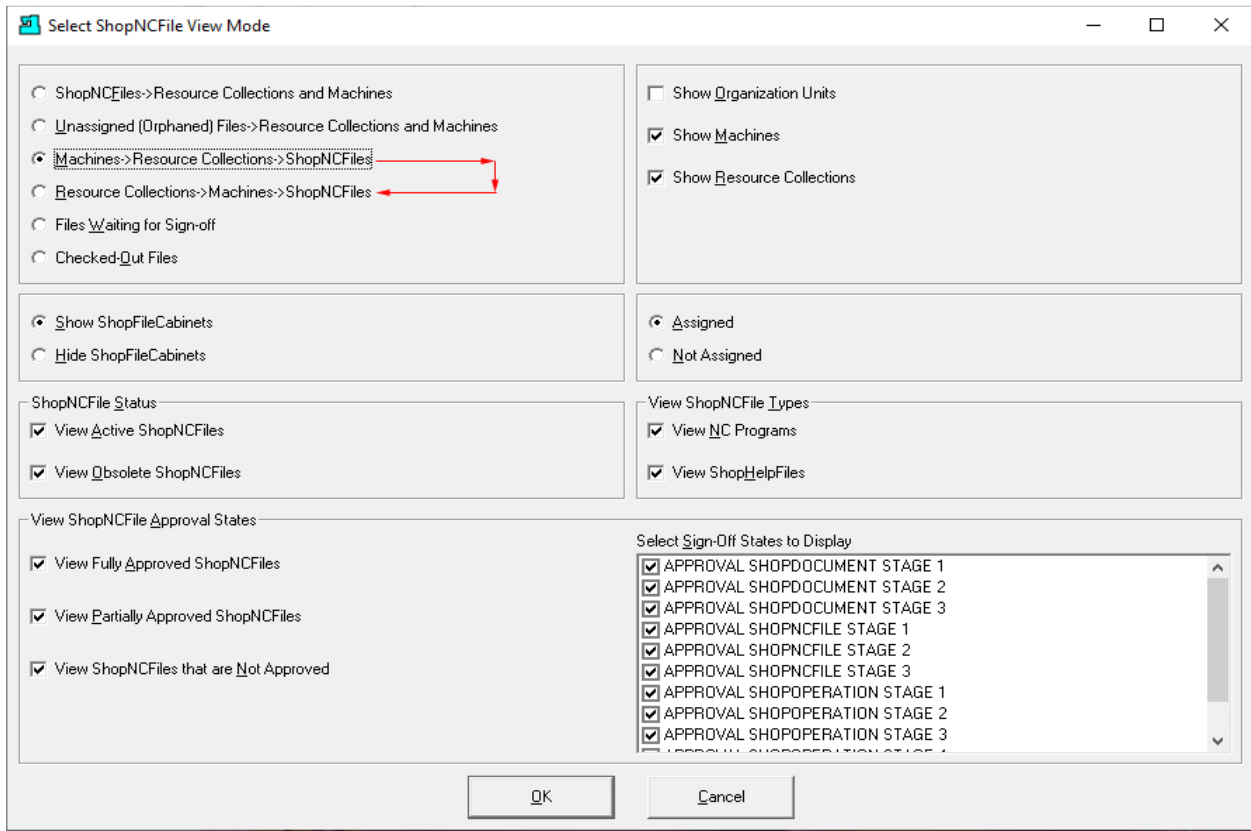 Select ShopNCFile View Mode
ShopNCFiles->Resource Collections and Machines
Unassigned (Orphaned) Files->Resource Collections and Machines
Machines->Resource Collections->ShopNCFiles
Resource Collections->Machines->ShopNCFiles
Files Waiting for Sign-off
Checked-Out Files
Show Organization Units
Show Machines
Show Resource Collections
Show ShopFileCabinets
Hide ShopFileCabinets
Assigned
Not Assigned
ShopNCFile Status
View Active ShopNCFiles
View Obsolete ShopNCFiles
View ShopNCFile Types
View NC Programs
View ShopHelpFiles
View ShopNCFile Approval States
View Fully Approved ShopNCFiles
View Partially Approved ShopNCFiles
View ShopNCFiles that are Not Approved
Select Sign-Off States to Display
APPROVAL SHOPDOCUMENT STAGE 1
APPROVAL SHOPDOCUMENT STAGE 2
APPROVAL SHOPDOCUMENT STAGE 3
APPROVAL SHOPNCFILE STAGE 1
APPROVAL SHOPNCFILE STAGE 2
APPROVAL SHOPNCFILE STAGE 3
APPROVAL SHOPOPERATION STAGE 1
APPROVAL SHOPOPERATION STAGE 2
APPROVAL SHOPOPERATION STAGE 3
OK
Cancel